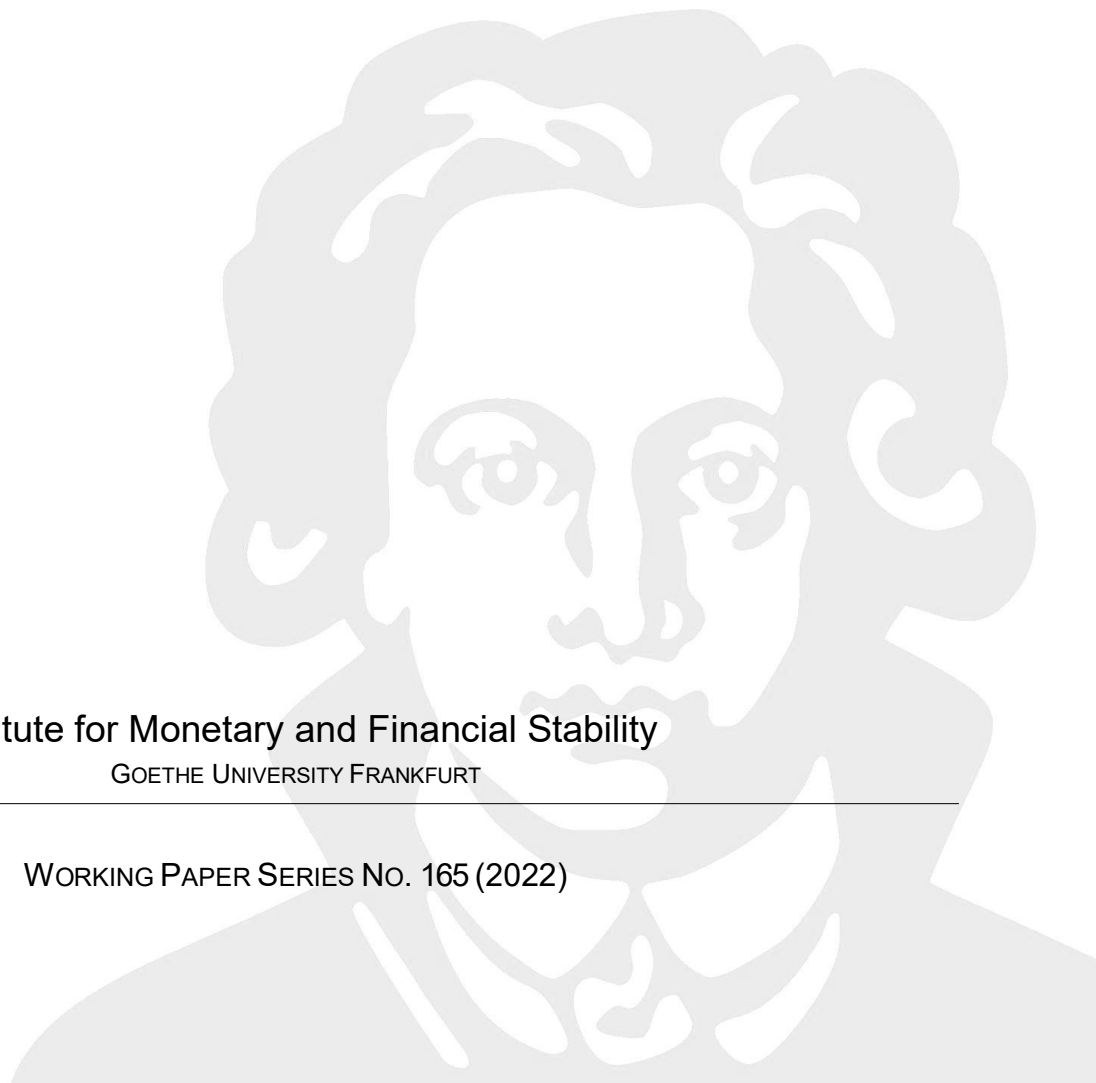 tute for Monetary and Financial Stability
GOETHE UNIVERSITY FRANKFURT
WORKING PAPER SERIES NO. 165 (2022)